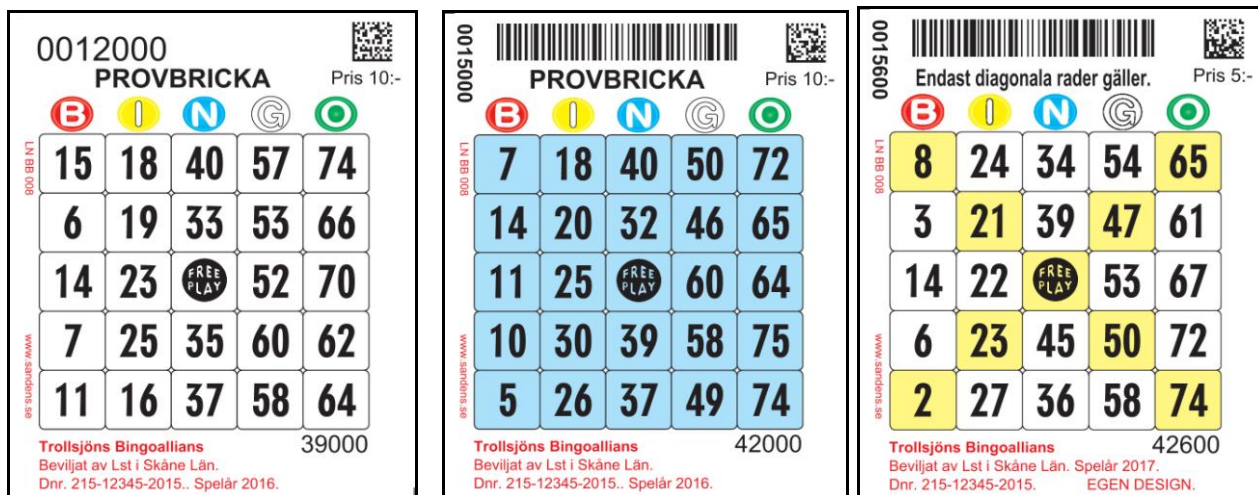 0012000
PROVBRICKA Pris 10:-
B I N G O
LN BB 008
15 18 40 57 74
6 19 33 53 66
14 23 FREE PLAY 52 70
7 25 35 60 62
11 16 37 58 64
www.sandens.se
Trollsjöns Bingoallians 39000
Beviljat av Lst i Skåne Län.
Dnr. 215-12345-2015.. Spelår 2016.
0015000
PROVBRICKA Pris 10:-
B I N G O
LN BB 008
7 18 40 50 72
14 20 32 46 65
11 25 FREE PLAY 60 64
10 30 39 58 75
5 26 37 49 74
www.sandens.se
Trollsjöns Bingoallians 42000
Beviljat av Lst i Skåne Län.
Dnr. 215-12345-2015.. Spelår 2016.
0015600
Endast diagonala rader gäller. Pris 5:-
B I N G O
LN BB 008
8 24 34 54 65
3 21 39 47 61
14 22 FREE PLAY 53 67
6 23 45 50 72
2 27 36 58 74
www.sandens.se
Trollsjöns Bingoallians 42600
Beviljat av Lst i Skåne Län. Spelår 2017.
Dnr. 215-12345-2015. EGEN DESIGN.